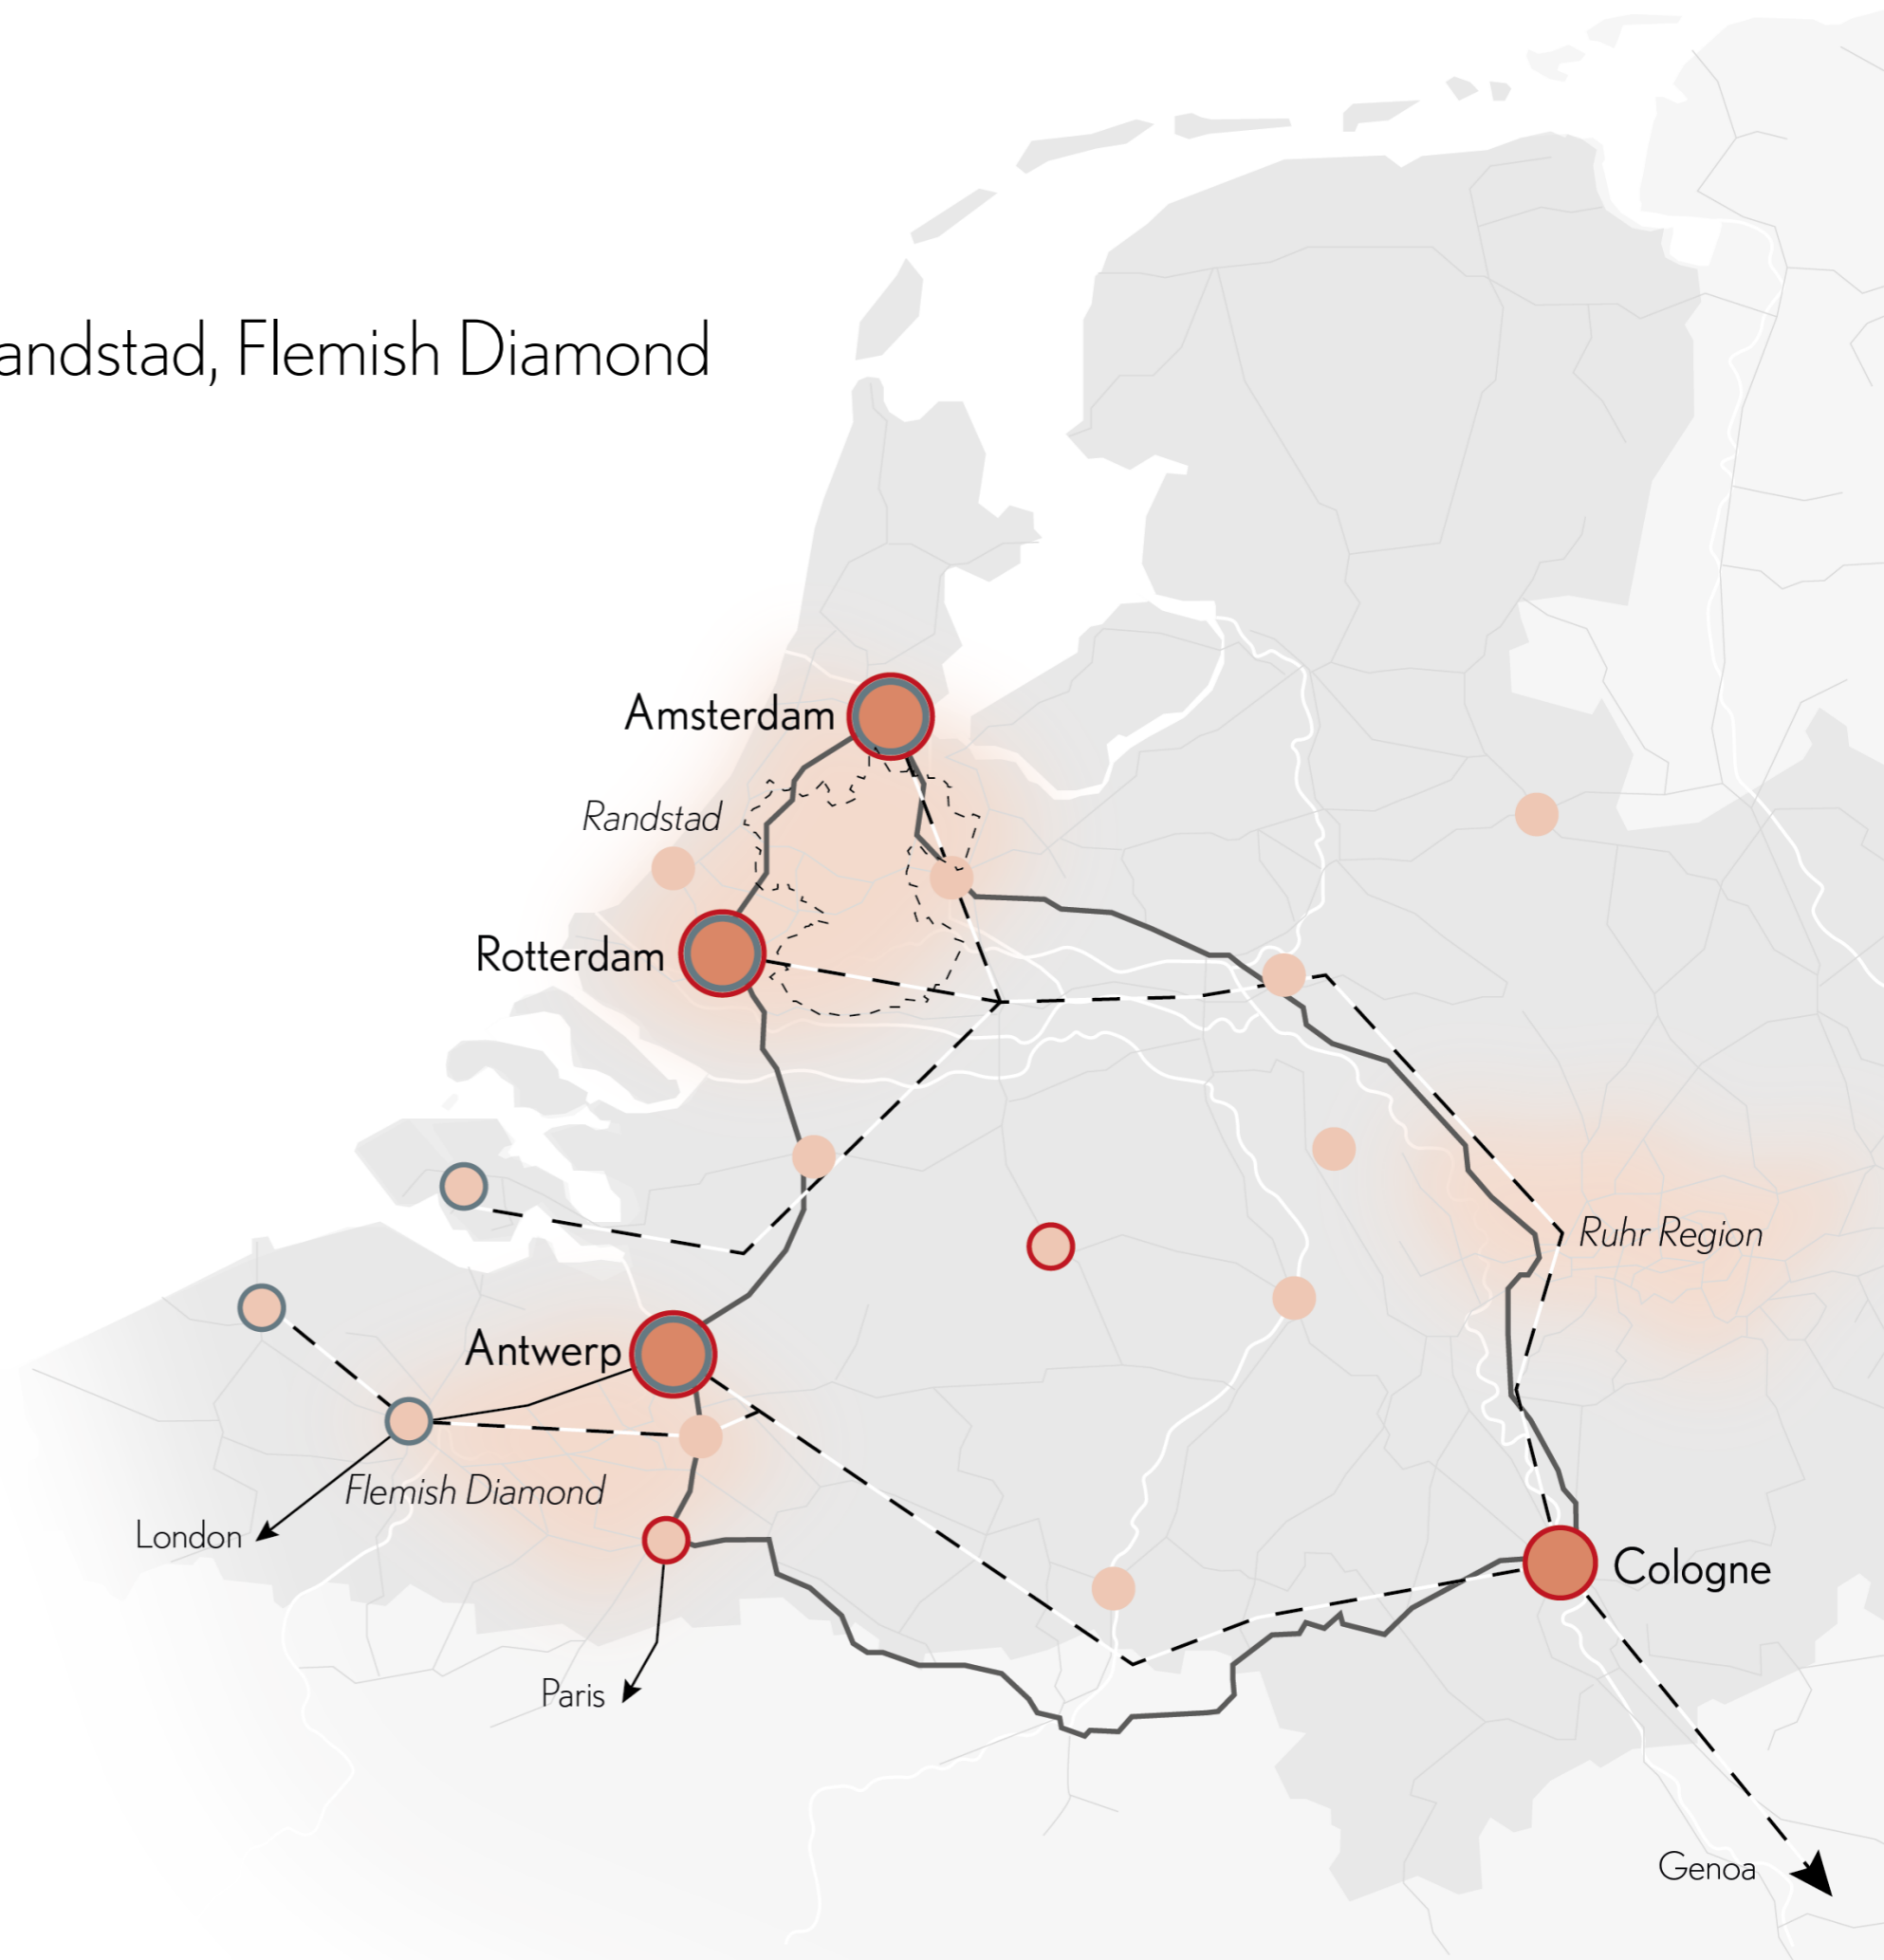 andstad, Flemish Diamond
Amsterdam
Randstad
Rotterdam
Ruhr Region
Antwerp
Flemish Diamond
London
Cologne
Paris
Genoa